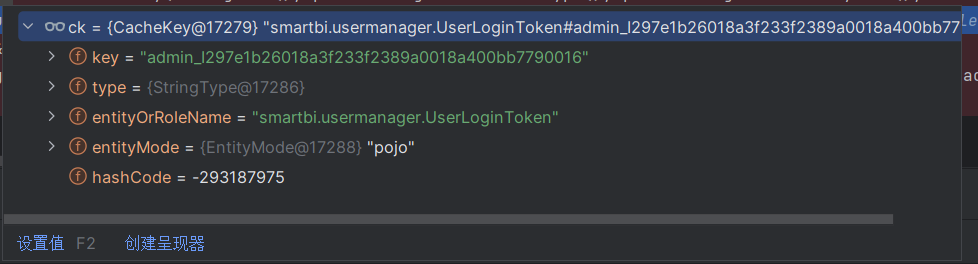 ck = {CacheKey@17279} "smartbi.usermanager.UserLoginToken#admin_I297e1b26018a3f233f2389a0018a400bb77
key = "admin_I297e1b26018a3f233f2389a0018a400bb7790016"
type = {StringType@17286}
entityOrRoleName = "smartbi.usermanager.UserLoginToken"
entityMode = {EntityMode@17288} "pojo"
hashCode = -293187975
设置值 F2 创建呈现器